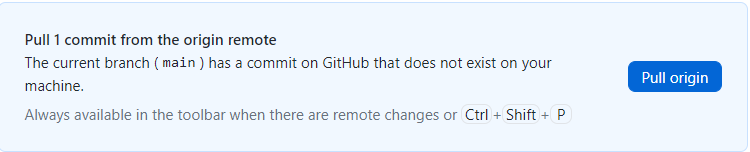 Pull 1 commit from the origin remote
The current branch ( main ) has a commit on GitHub that does not exist on your
machine.
Pull origin
Always available in the toolbar when there are remote changes or Ctrl + Shift + P